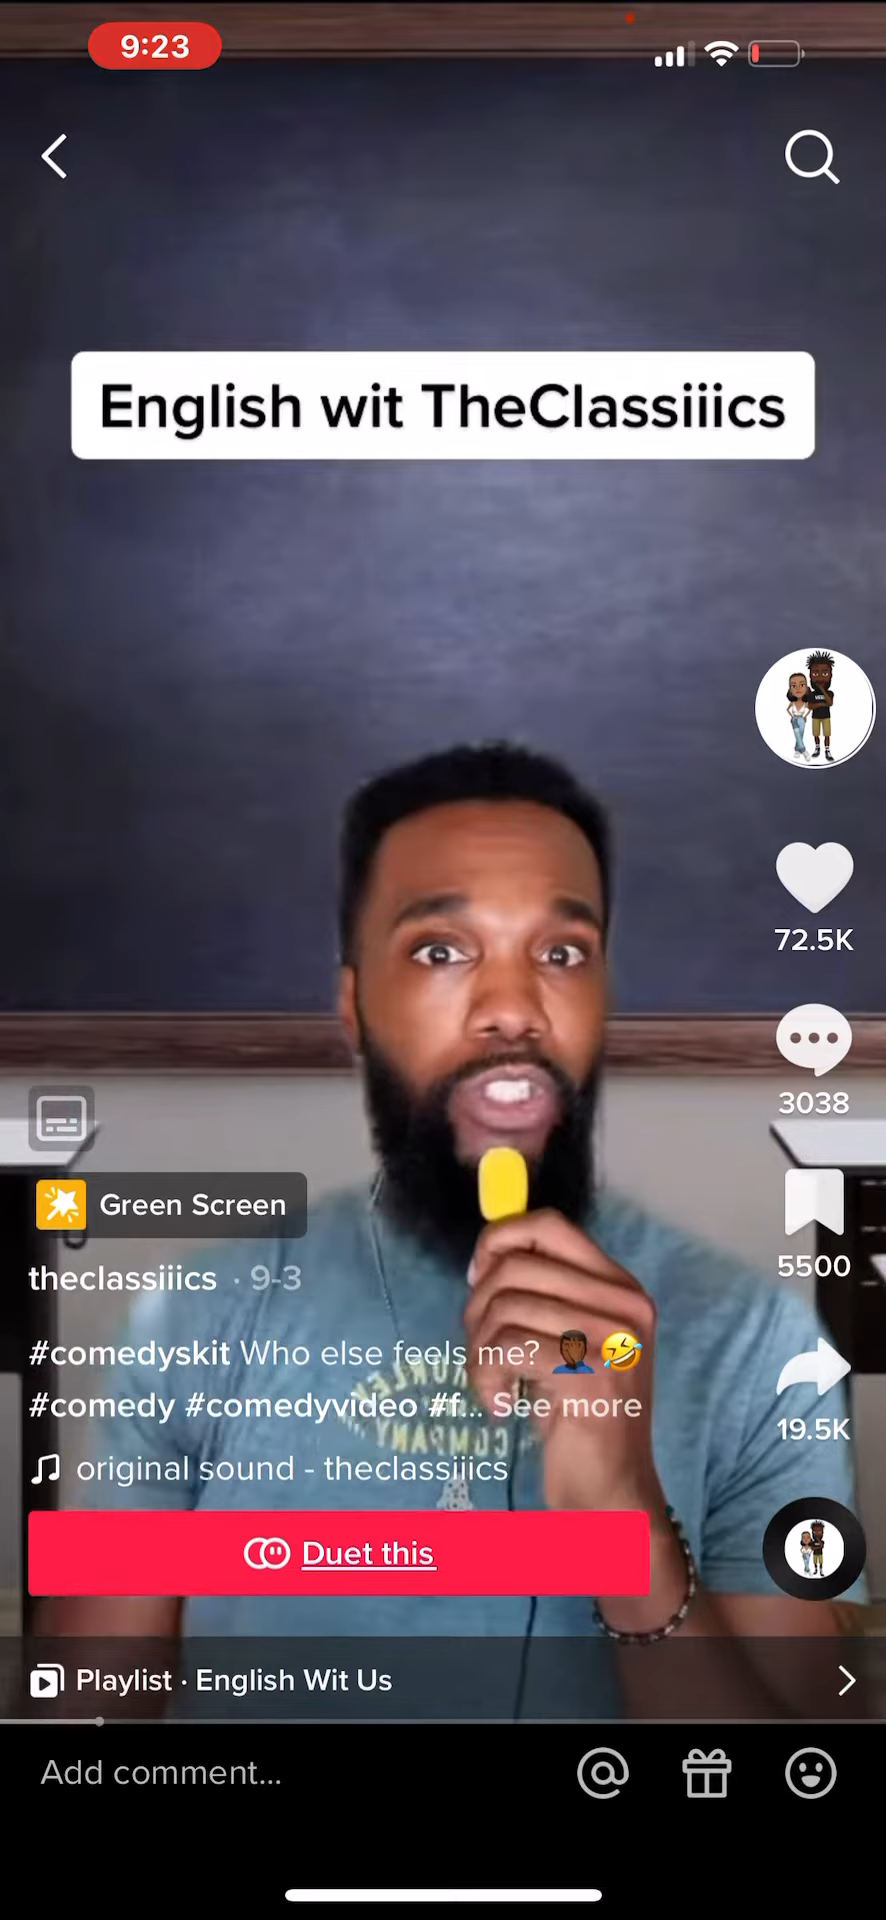 9:23
English wit TheClassiiics
72.5K
3038
Green Screen
5500
theclassiiics · 9-3
#comedyskit Who else feels me? 🤦🏿‍♂️🤣
#comedy #comedyvideo #f... See more
19.5K
original sound - theclassiiics
Duet this
Playlist · English Wit Us
Add comment...